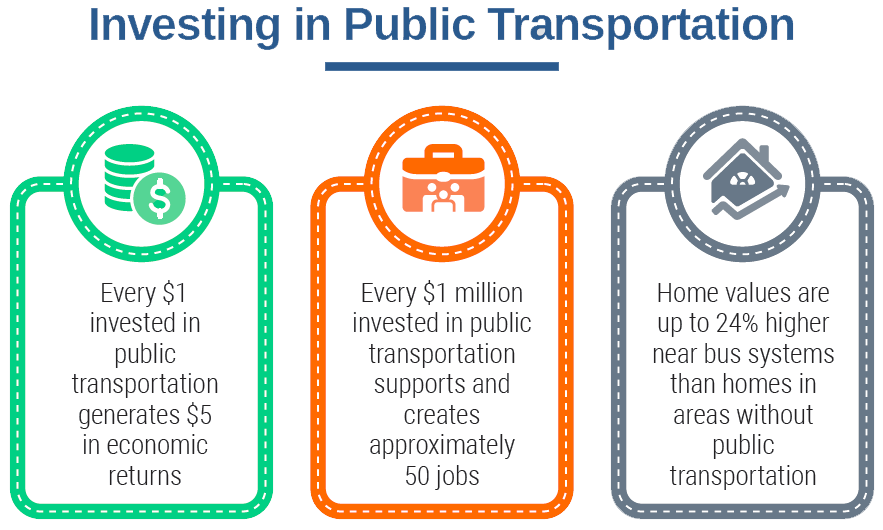 Investing in Public Transportation
$
Every $1
invested in
public
transportation
generates $5
in economic
returns
Every $1 million
invested in public
transportation
supports and
creates
approximately
50 jobs
Home values are
up to 24% higher
near bus systems
than homes in
areas without
public
transportation